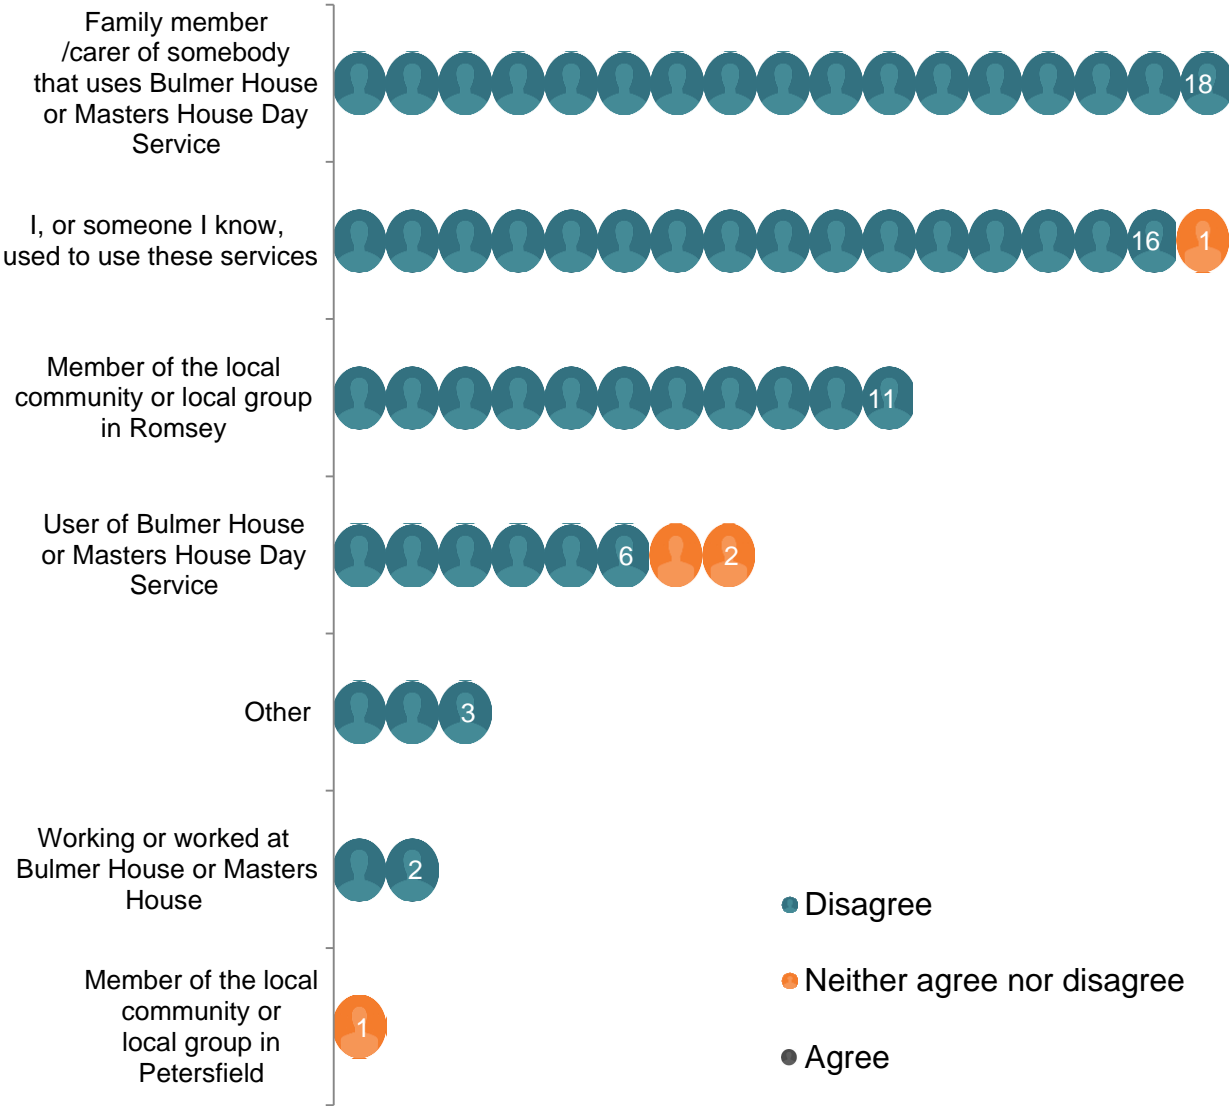 Family member
/carer of somebody
that uses Bulmer House
or Masters House Day
Service
18
I, or someone I know,
used to use these services
16
1
Member of the local
community or local group
in Romsey
11
User of Bulmer House
or Masters House Day
Service
6
2
Other
3
Working or worked at
Bulmer House or Masters
House
2
Member of the local
community or
local group in
Petersfield
1
Disagree
Neither agree nor disagree
Agree